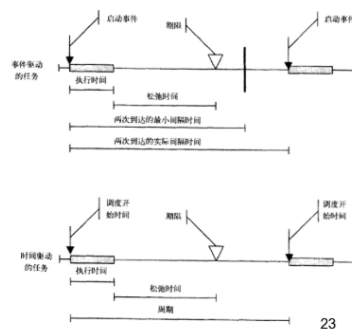 启动事件
期限
启动事件
事件驱动
的任务
执行时间
松弛时间
两次到达的最小间隔时间
两次到达的实际间隔时间
调度开
始时间
期限
调度开
始时间
时间驱动
的任务
执行时间
松弛时间
周期
23